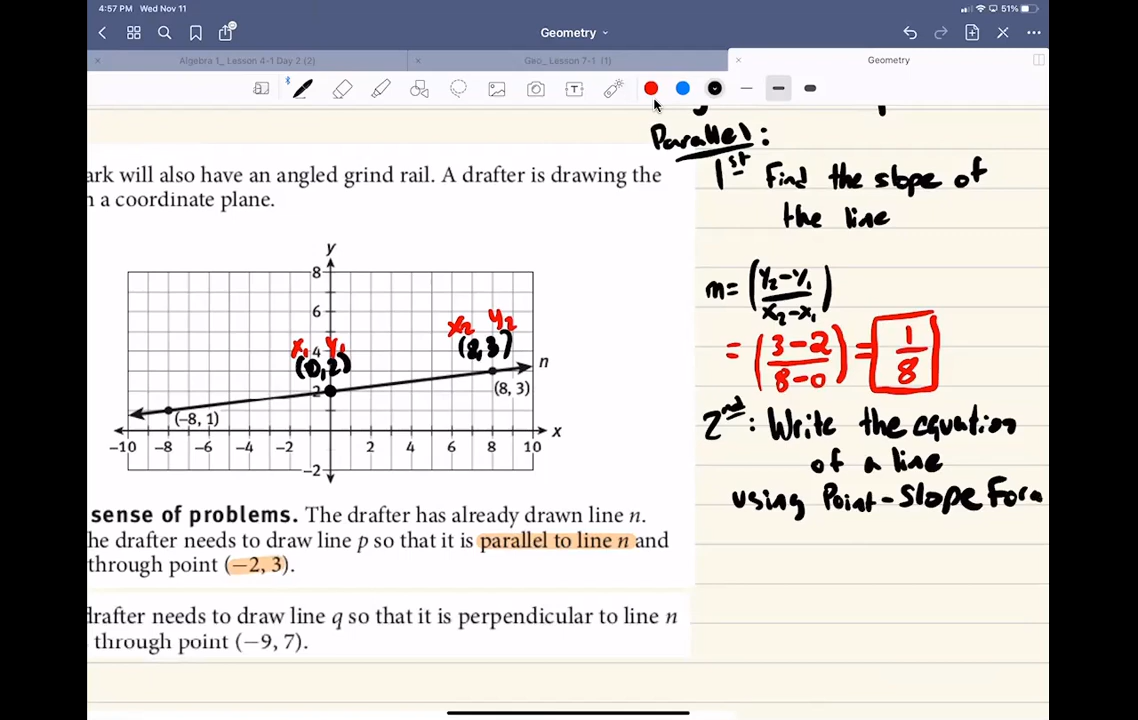 4:57 PM Wed Nov 11
51%
Geometry
Algebra 1_ Lesson 4-1 Day 2 (2)
Geo_ Lesson 7-1 (1)
Geometry
Parallel:
1st Find the slope of
the line
ark will also have an angled grind rail. A drafter is drawing the
a coordinate plane.
y
8
6
4
2
-2
-10 -8 -6 -4 -2 2 4 6 8 10 x
x1 y1
(0,2)
x2 y2
(8,3)
n
(8, 3)
(−8, 1)
m= (y2-y1/x2-x1)
= (3-2/8-0) = 1/8
2nd: Write the equation
of a line
using Point-Slope Form
sense of problems. The drafter has already drawn line n.
he drafter needs to draw line p so that it is parallel to line n and
through point (−2, 3).
drafter needs to draw line q so that it is perpendicular to line n
through point (−9, 7).